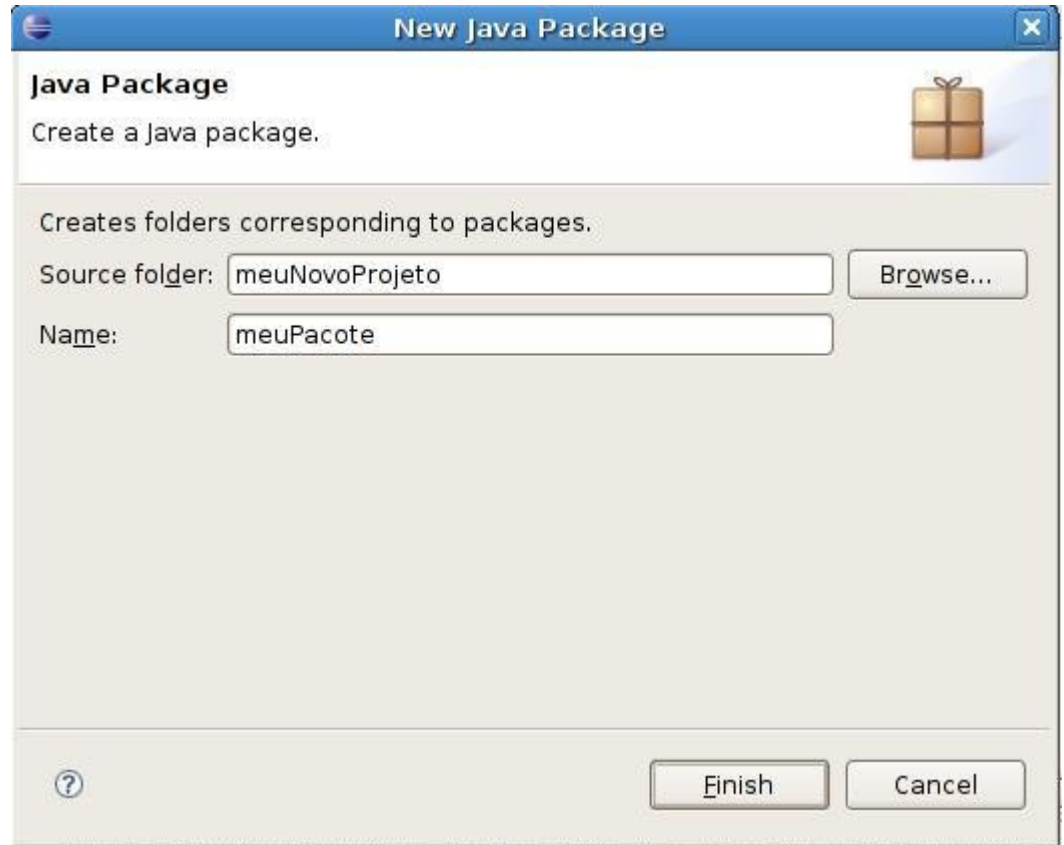 New Java Package
Java Package
Create a Java package.
Creates folders corresponding to packages.
Source folder: meuNovoProjeto Browse...
Name: meuPacote
Finish Cancel